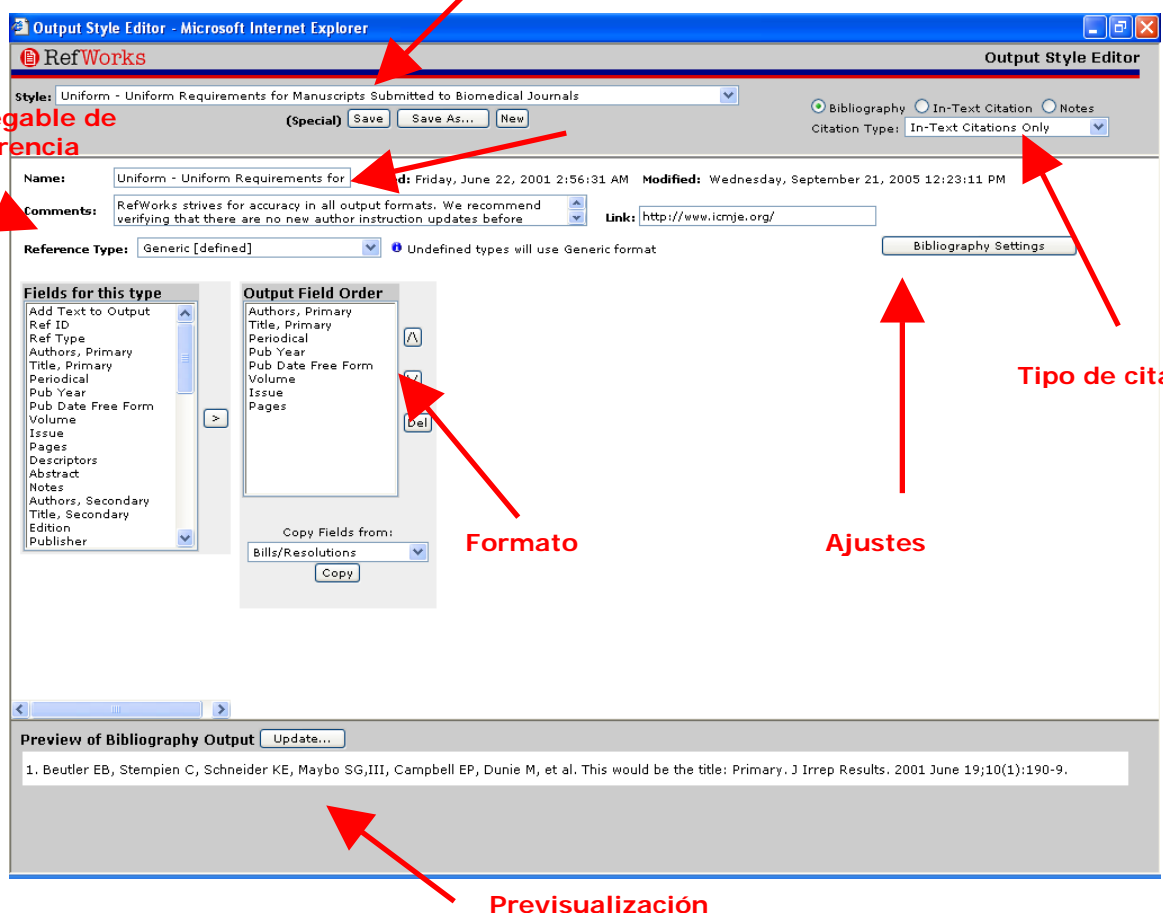 Output Style Editor - Microsoft Internet Explorer
RefWorks
Output Style Editor
Style: Uniform - Uniform Requirements for Manuscripts Submitted to Biomedical Journals
(Special) Save Save As... New
Bibliography In-Text Citation Notes
Citation Type: In-Text Citations Only
egable de
rencia
Name: Uniform - Uniform Requirements for
d: Friday, June 22, 2001 2:56:31 AM Modified: Wednesday, September 21, 2005 12:23:11 PM
Comments: RefWorks strives for accuracy in all output formats. We recommend
verifying that there are no new author instruction updates before
Link: http://www.icmje.org/
Reference Type: Generic [defined]
Undefined types will use Generic format
Bibliography Settings
Fields for this type
Add Text to Output
Ref ID
Ref Type
Authors, Primary
Title, Primary
Periodical
Pub Year
Pub Date Free Form
Volume
Issue
Pages
Descriptors
Abstract
Notes
Authors, Secondary
Title, Secondary
Edition
Publisher
>
Output Field Order
Authors, Primary
Title, Primary
Periodical
Pub Year
Pub Date Free Form
Volume
Issue
Pages
/\
Del
Copy Fields from:
Bills/Resolutions
Copy
Tipo de cita
Formato
Ajustes
Preview of Bibliography Output Update...
1. Beutler EB, Stempien C, Schneider KE, Maybo SG,III, Campbell EP, Dunie M, et al. This would be the title: Primary. J Irrep Results. 2001 June 19;10(1):190-9.
Previsualización